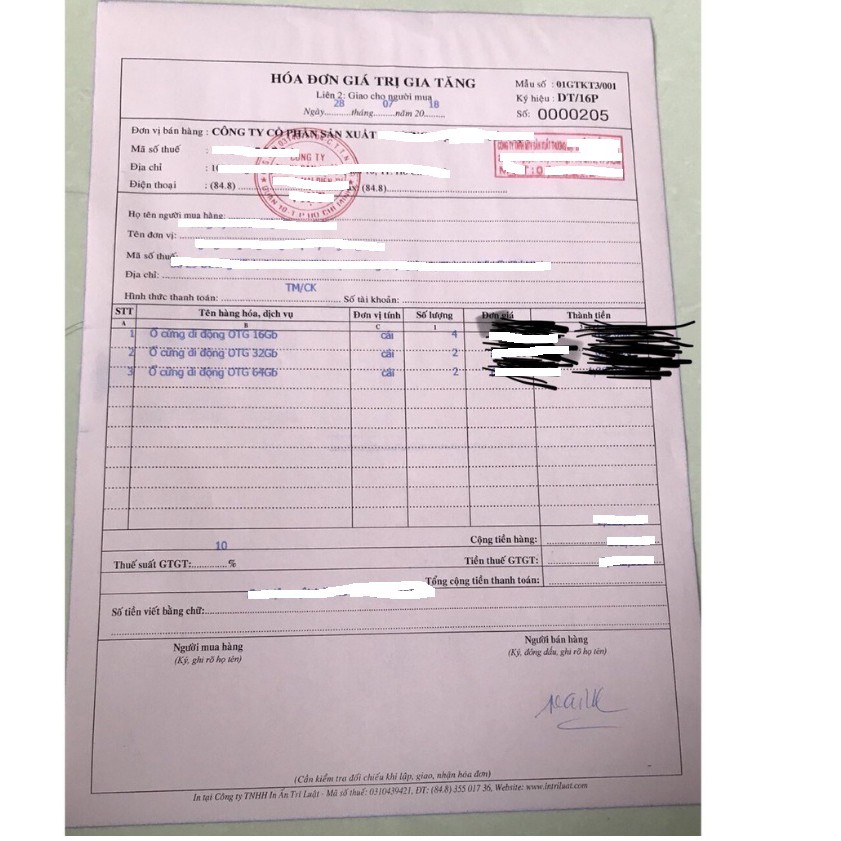 HÓA ĐƠN GIÁ TRỊ GIA TĂNG
Liên 2: Giao cho người mua
Ngày 28 tháng 07 năm 20 18
Mẫu số : 01GTKT3/001
Ký hiệu : DT/16P
Số: 0000205
Đơn vị bán hàng : CÔNG TY CỔ PHẦN SẢN XUẤT
Mã số thuế :
Địa chỉ :
Điện thoại : (84.8) (84.8)
CÔNG TY
QUẬN 10-T.P HỒ CHÍ MINH
Họ tên người mua hàng:
Tên đơn vị:
Mã số thuế
Địa chỉ:
Hình thức thanh toán: TM/CK Số tài khoản:
STT Tên hàng hóa, dịch vụ Đơn vị tính Số lượng Đơn giá Thành tiền
A B C 1
1 Ổ cứng di động OTG 16Gb cái 4
2 Ổ cứng di động OTG 32Gb cái 2
3 Ổ cứng di động OTG 64Gb cái 2
Cộng tiền hàng:
Thuế suất GTGT: 10 % Tiền thuế GTGT:
Tổng cộng tiền thanh toán:
Số tiền viết bằng chữ:
Người mua hàng Người bán hàng
(Ký, ghi rõ họ tên) (Ký, đóng dấu, ghi rõ họ tên)
(Cần kiểm tra đối chiếu khi lập, giao, nhận hóa đơn)
In tại Công ty TNHH In Ấn Trí Luật - Mã số thuế: 0310439421, ĐT: (84.8) 355 017 36, Website: www.intriluat.com